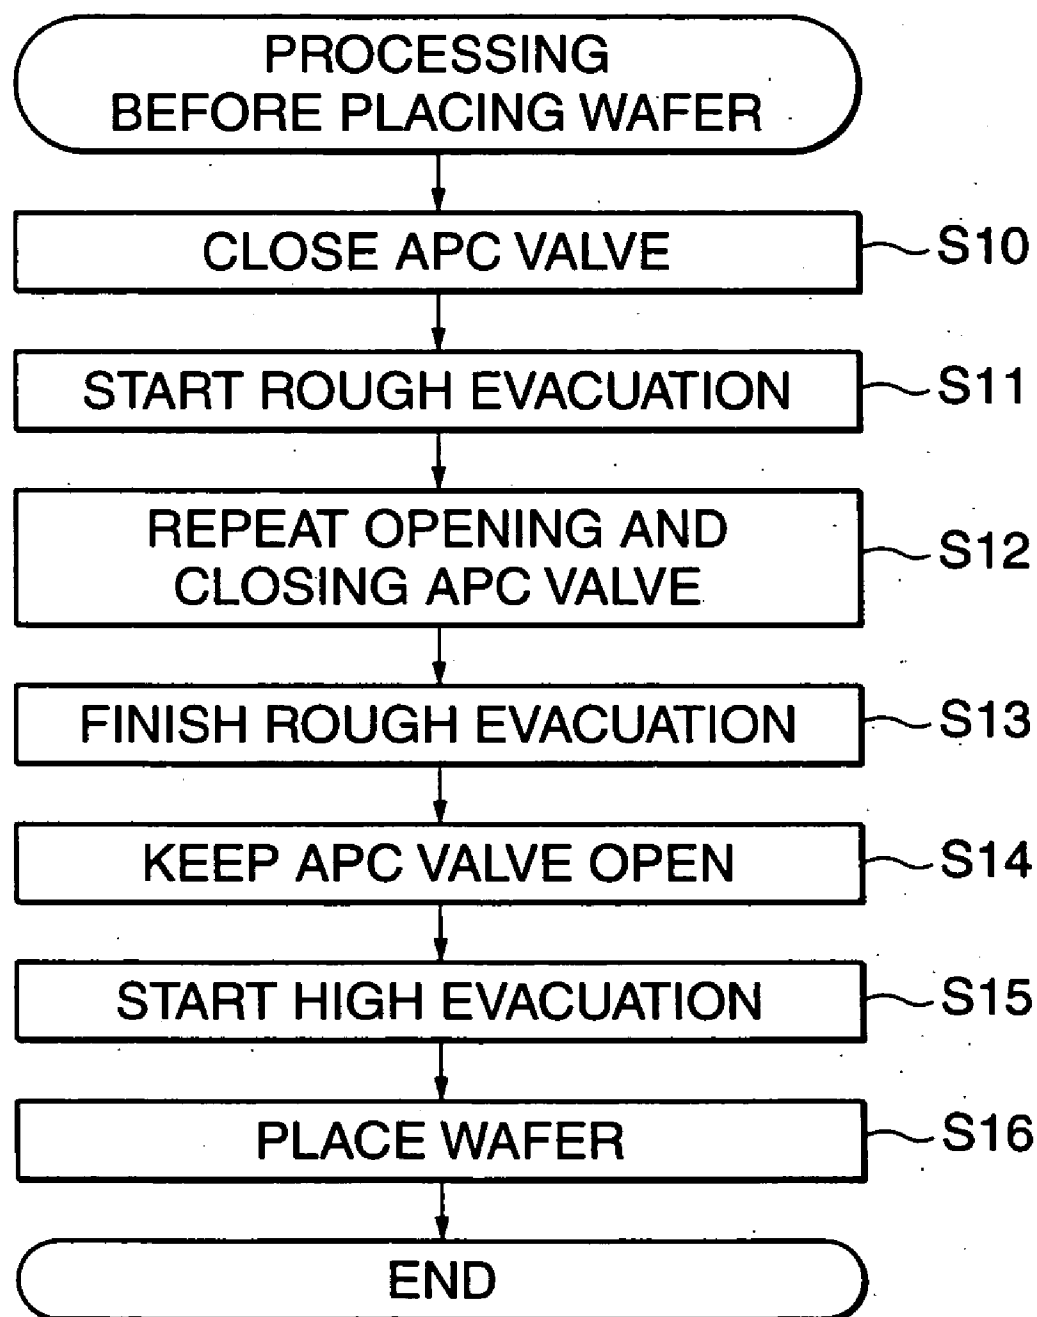 PROCESSING
BEFORE PLACING WAFER
CLOSE APC VALVE
S10
START ROUGH EVACUATION
S11
REPEAT OPENING AND
CLOSING APC VALVE
S12
FINISH ROUGH EVACUATION
S13
KEEP APC VALVE OPEN
S14
START HIGH EVACUATION
S15
PLACE WAFER
S16
END